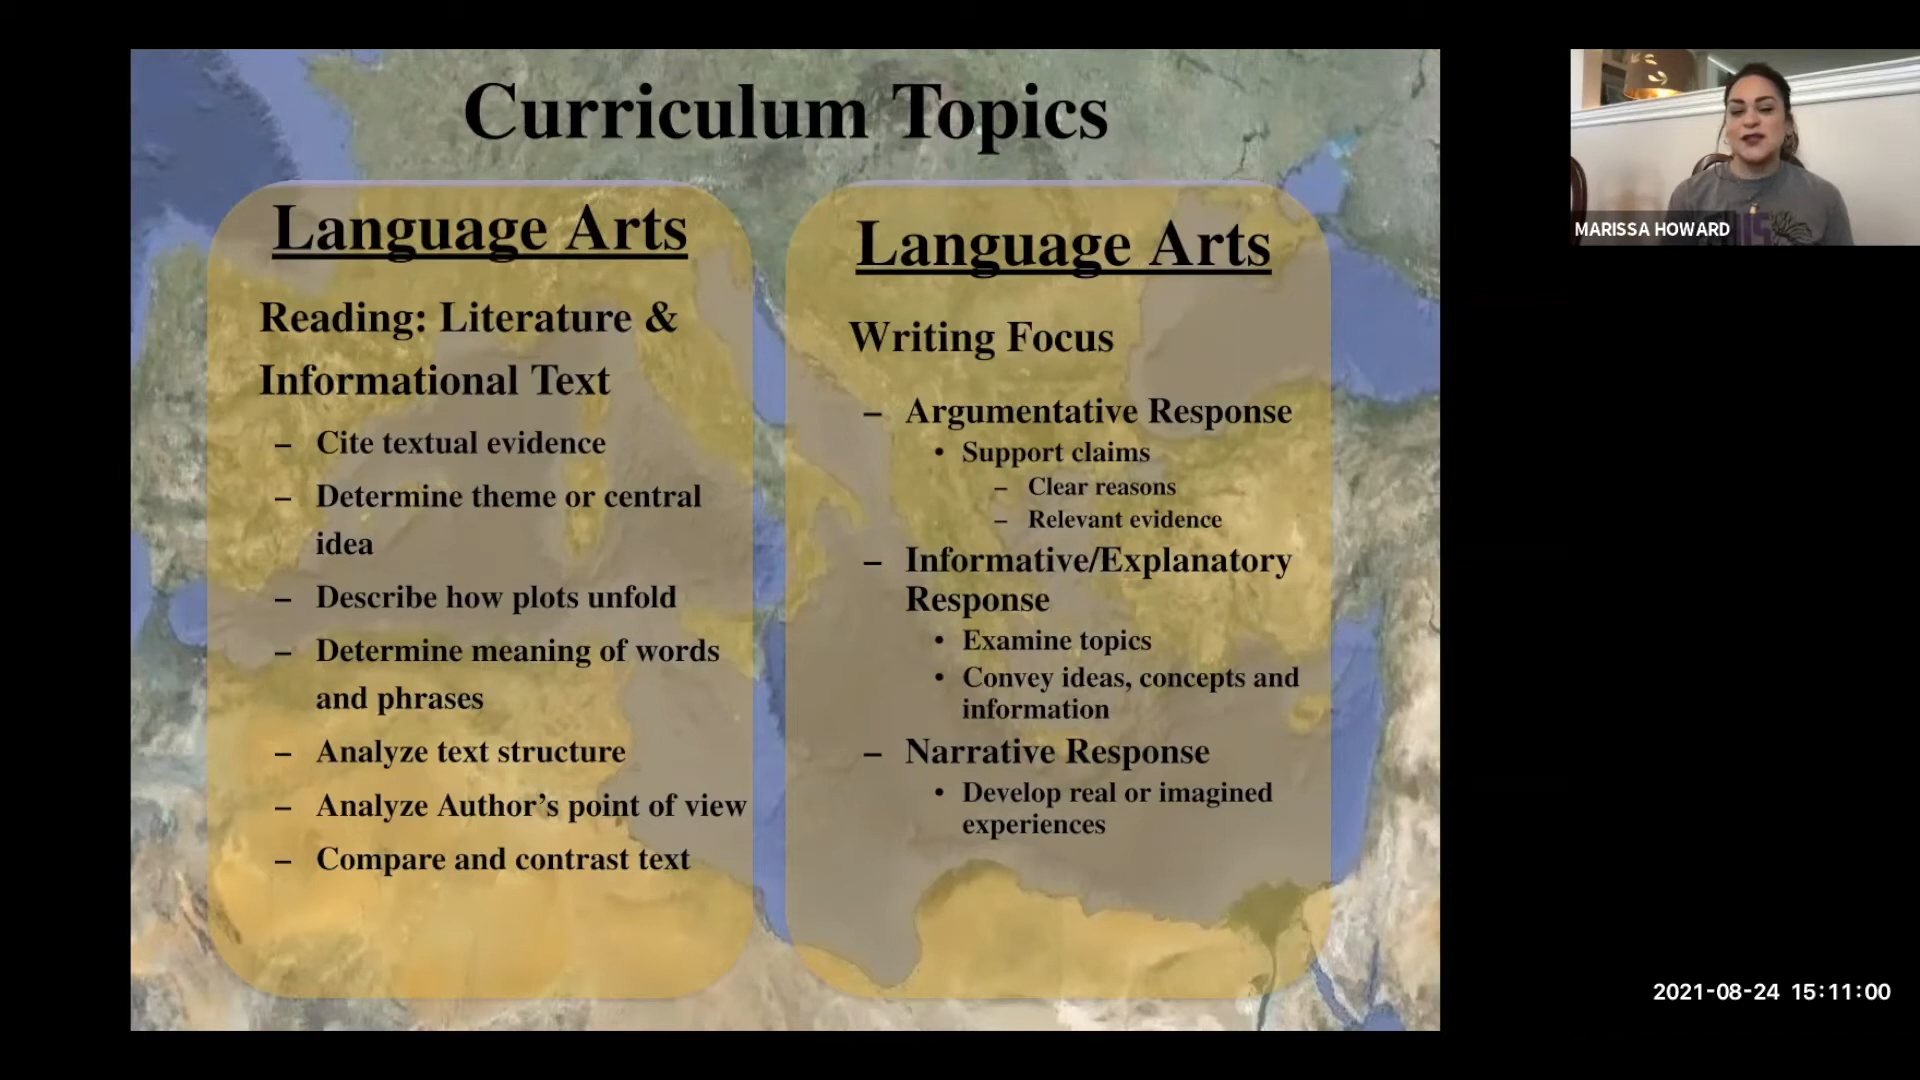 Curriculum Topics
Language Arts
Reading: Literature &
Informational Text
– Cite textual evidence
– Determine theme or central
idea
– Describe how plots unfold
– Determine meaning of words
and phrases
– Analyze text structure
– Analyze Author’s point of view
– Compare and contrast text
Language Arts
Writing Focus
– Argumentative Response
• Support claims
– Clear reasons
– Relevant evidence
– Informative/Explanatory
Response
• Examine topics
• Convey ideas, concepts and
information
– Narrative Response
• Develop real or imagined
experiences
MARISSA HOWARD
2021-08-24 15:11:00